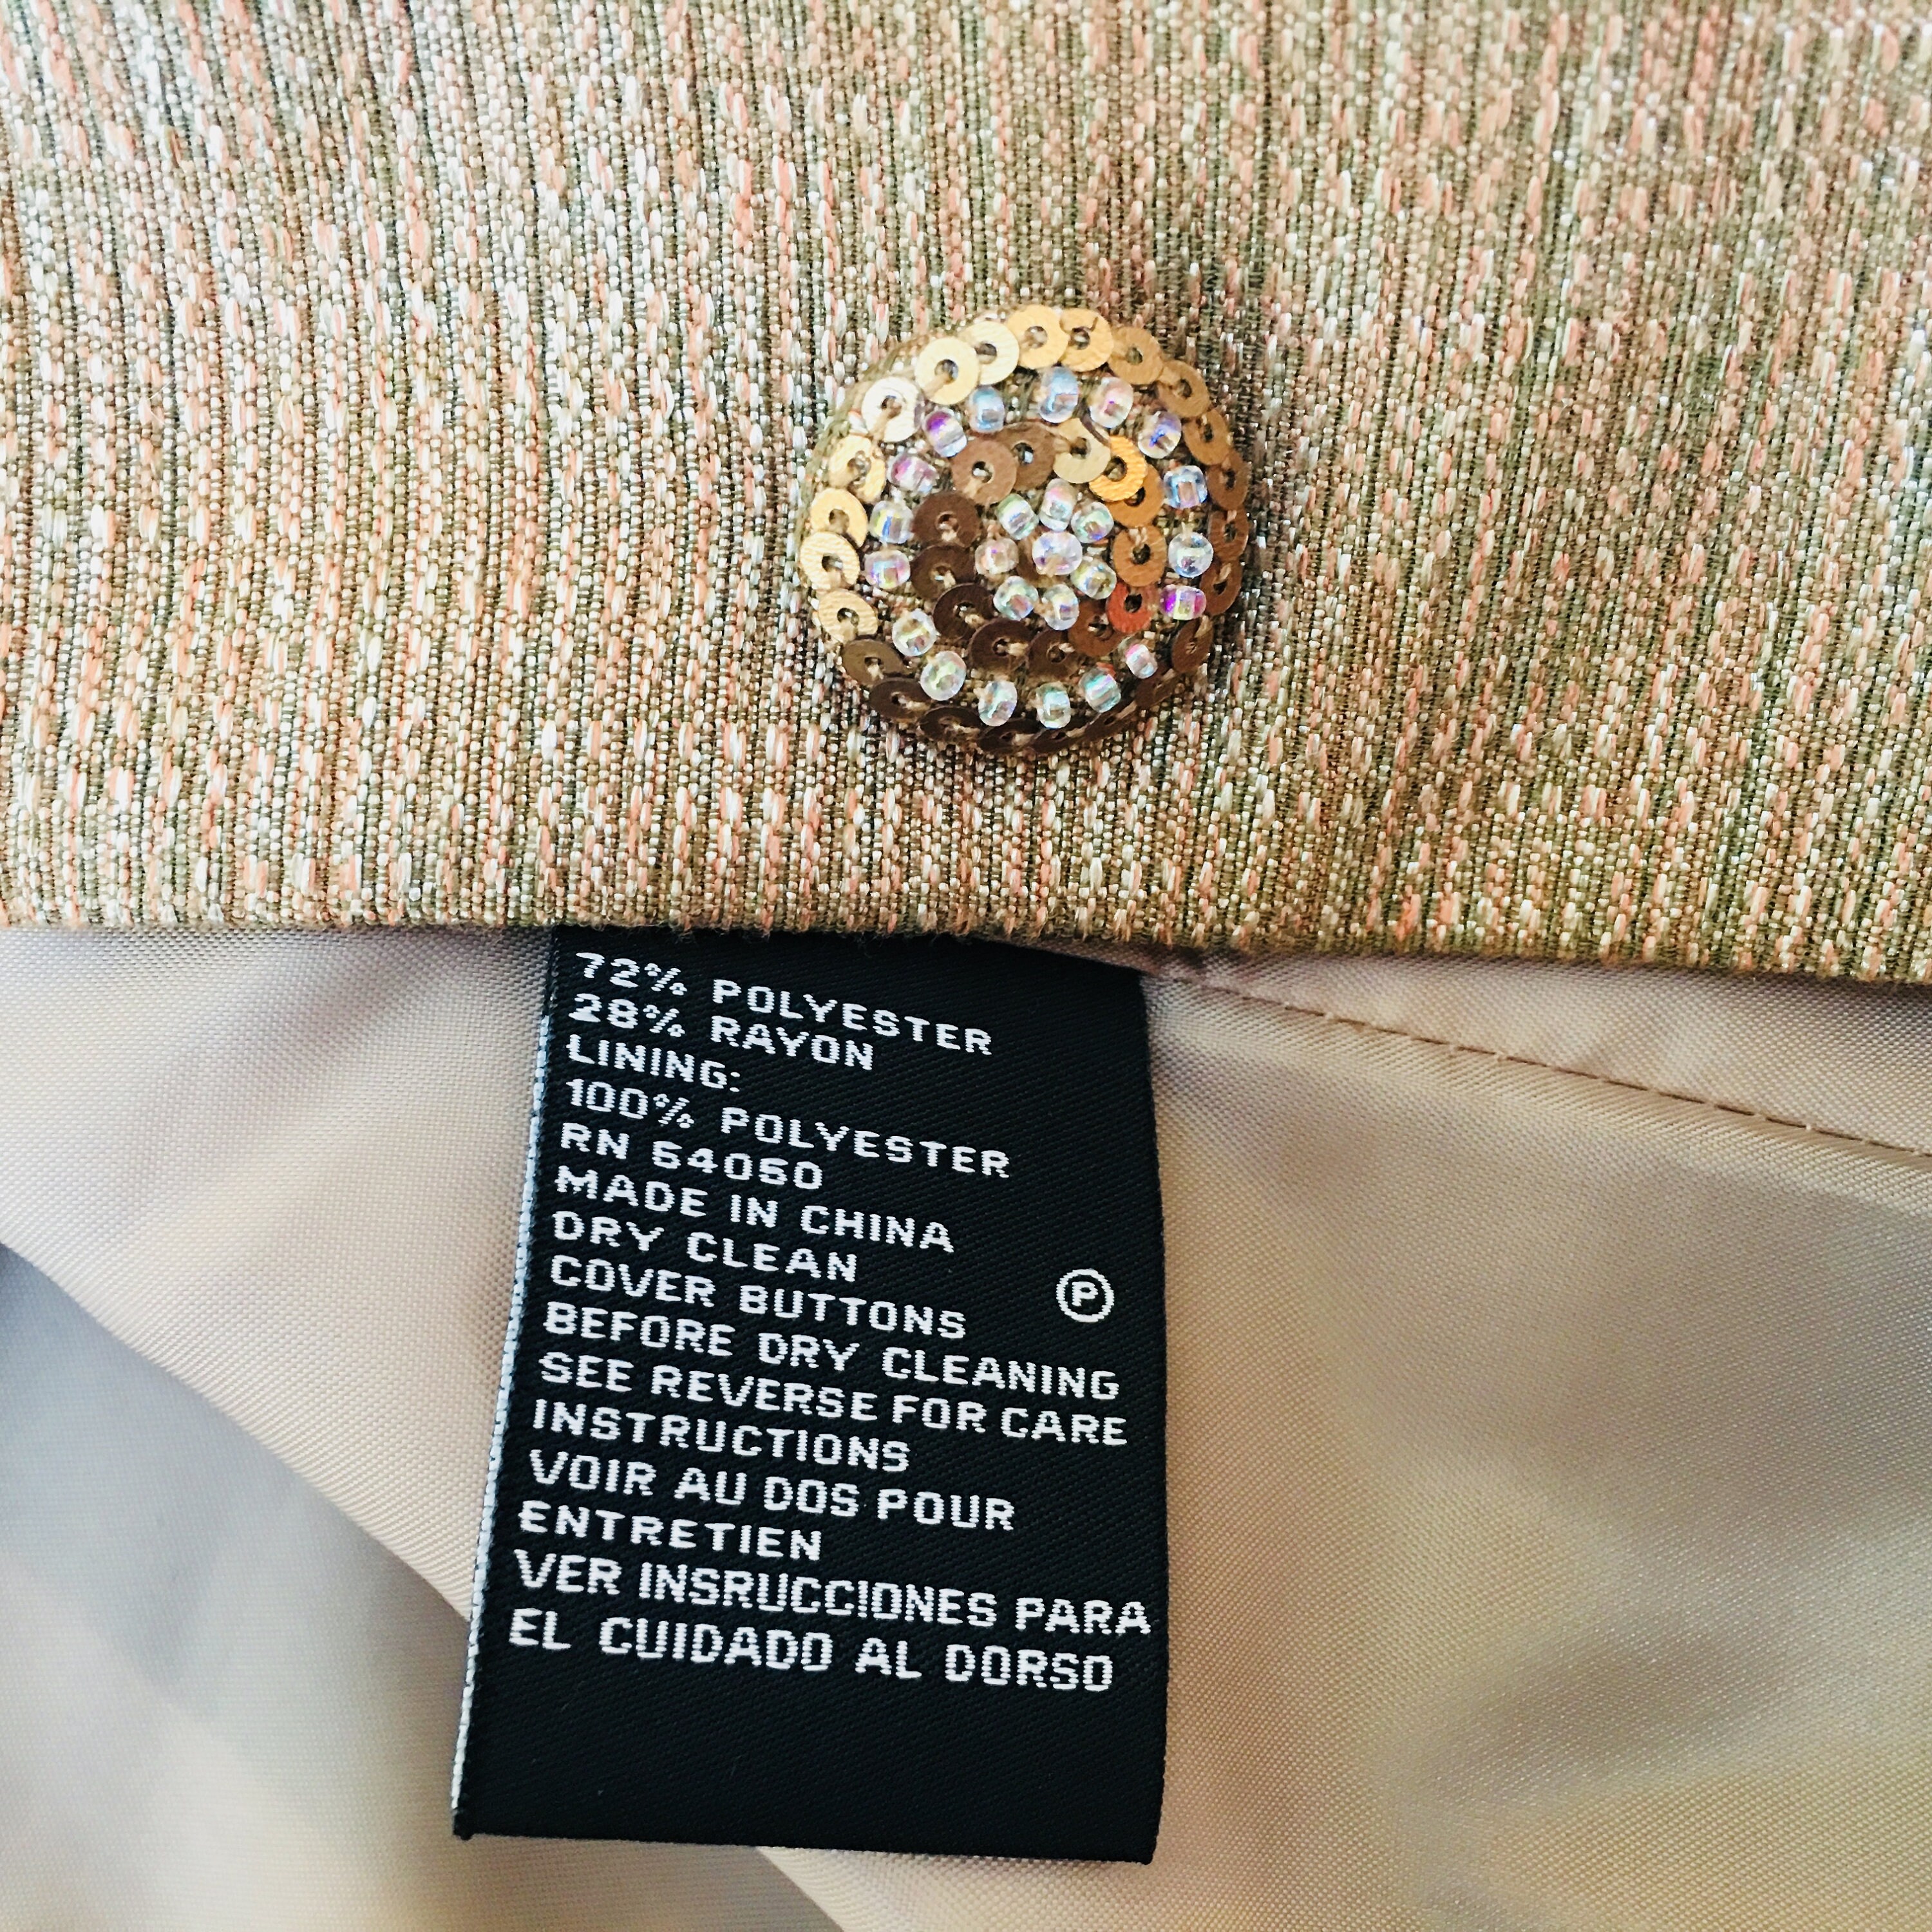 72% POLYESTER
28% RAYON
LINING:
100% POLYESTER
RN 64060
MADE IN CHINA
DRY CLEAN
COVER BUTTONS
P
BEFORE DRY CLEANING
SEE REVERSE FOR CARE
INSTRUCTIONS
VOIR AU DOS POUR
ENTRETIEN
VER INSRUCCIONES PARA
EL CUIDADO AL DORSO